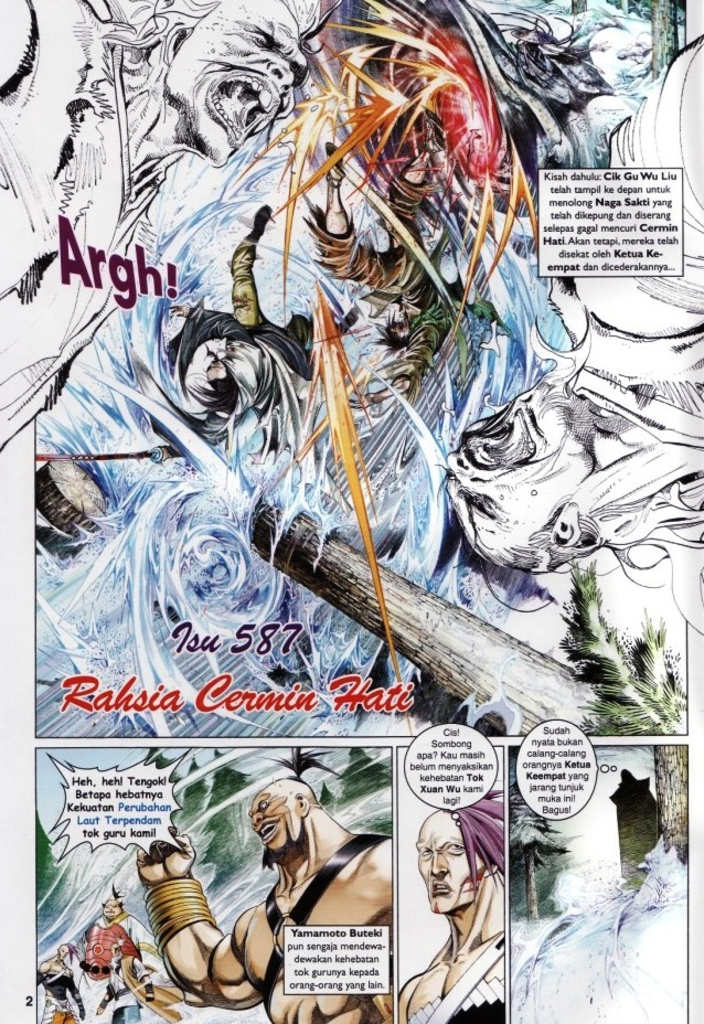 Argh!
Kisah dahulu: Cik Gu Wu Liu
telah tampil ke depan untuk
menolong Naga Sakti yang
telah dikepung dan diserang
selepas gagal mencuri Cermin
Hati. Akan tetapi, mereka telah
disekat oleh Ketua Ke-
empat dan dicederakannya...
Isu 587
Rahsia Cermin Hati
Heh, heh! Tengok!
Betapa hebatnya
Kekuatan Perubahan
Laut Terpendam
tok guru kami!
Yamamoto Buteki
pun sengaja mendewa-
dewakan kehebatan
tok gurunya kepada
orang-orang yang lain.
Cis!
Sombong
apa? Kau masih
belum menyaksikan
kehebatan Tok
Xuan Wu kami
lagi!
Sudah
nyata bukan
calang-calang
orangnya Ketua
Keempat yang
jarang tunjuk
muka ini!
Bagus!
2